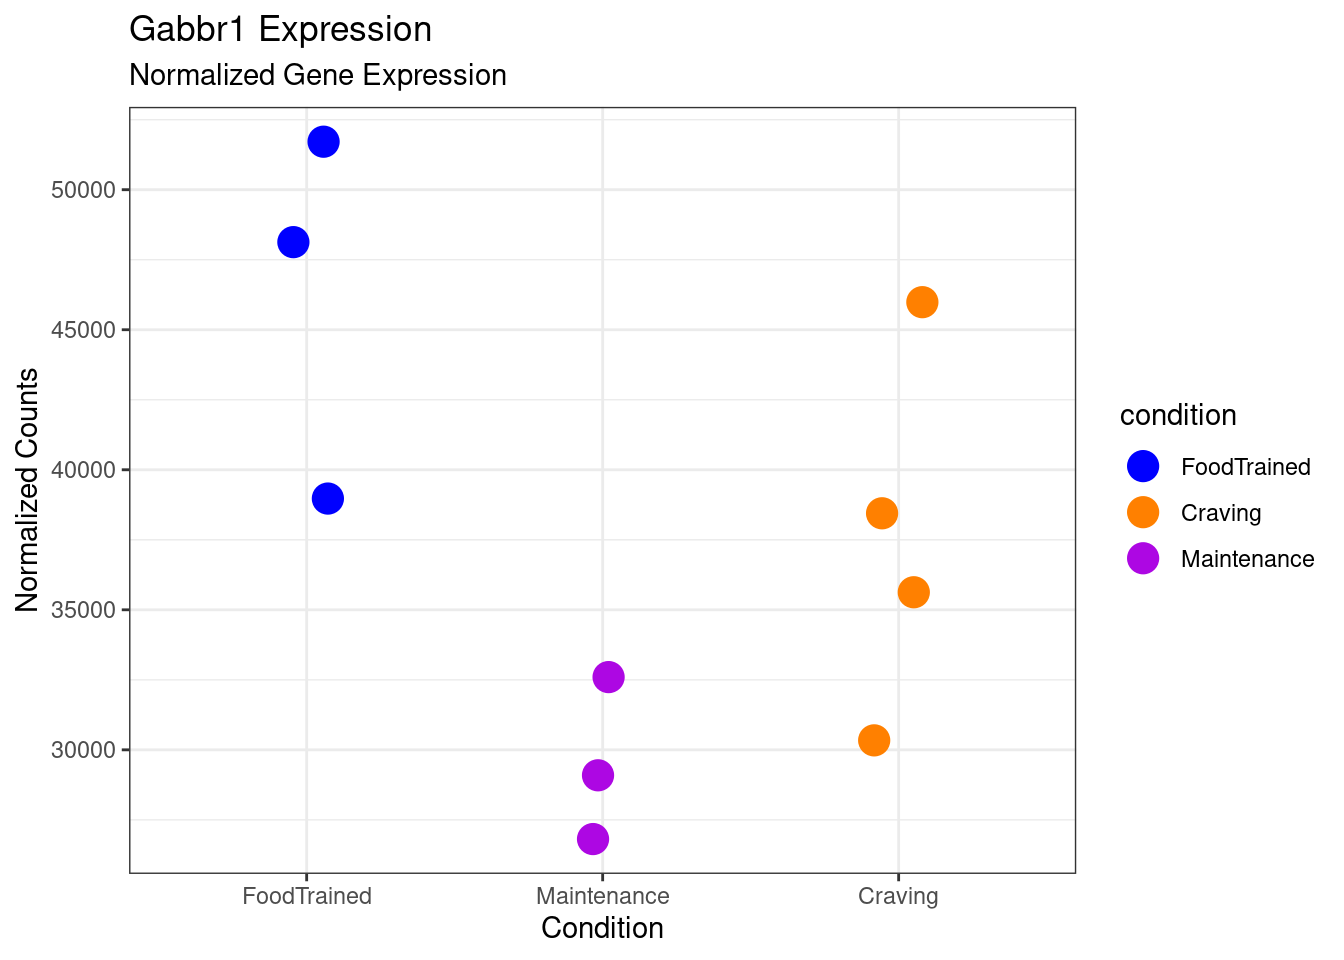 Gabbr1 Expression
Normalized Gene Expression
Normalized Counts
50000
45000
40000
35000
30000
FoodTrained
Maintenance
Craving
Condition
condition
FoodTrained
Craving
Maintenance